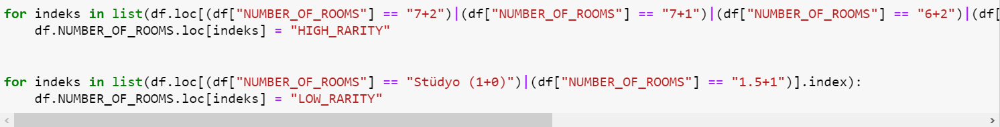 for indeks in list(df.loc[(df["NUMBER_OF_ROOMS"] == "7+2")|(df["NUMBER_OF_ROOMS"] == "7+1")|(df["NUMBER_OF_ROOMS"] == "6+2")|(df[
    df.NUMBER_OF_ROOMS.loc[indeks] = "HIGH_RARITY"
for indeks in list(df.loc[(df["NUMBER_OF_ROOMS"] == "Stüdyo (1+0)")|(df["NUMBER_OF_ROOMS"] == "1.5+1")].index):
    df.NUMBER_OF_ROOMS.loc[indeks] = "LOW_RARITY"